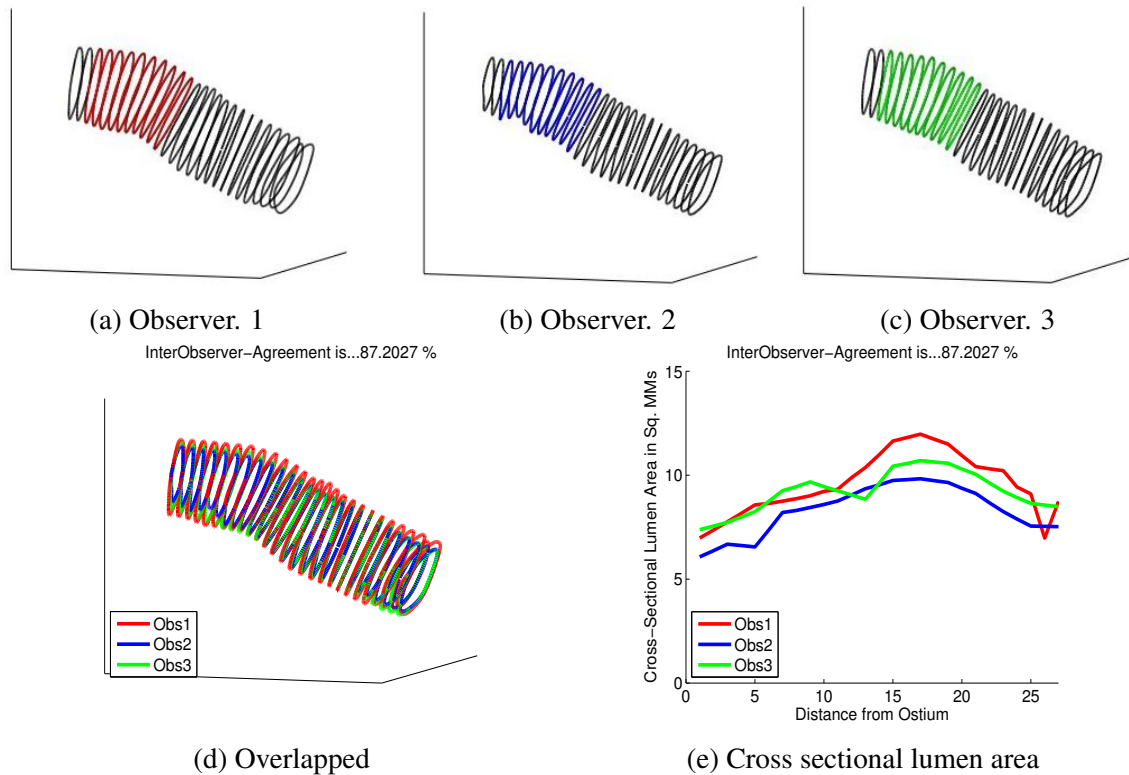 (a) Observer. 1
(b) Observer. 2
(c) Observer. 3
InterObserver-Agreement is...87.2027 %
Obs1
Obs2
Obs3
(d) Overlapped
InterObserver-Agreement is...87.2027 %
Cross-Sectional Lumen Area in Sq. MMs
15
10
5
0
Obs1
Obs2
Obs3
0 5 10 15 20 25
Distance from Ostium
(e) Cross sectional lumen area